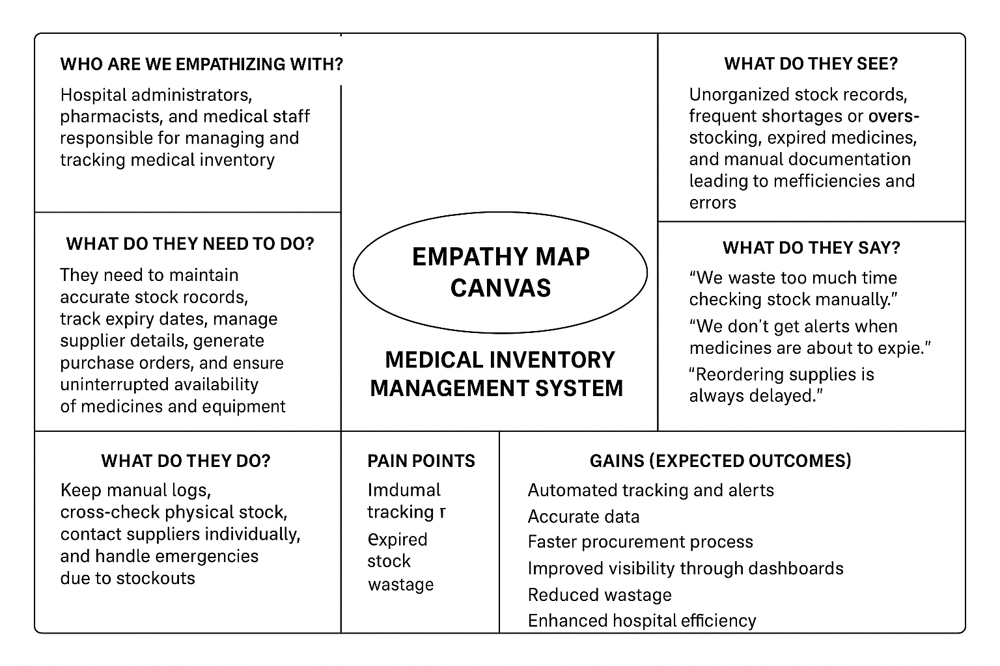 WHO ARE WE EMPATHIZING WITH?
Hospital administrators,
pharmacists, and medical staff
responsible for managing and
tracking medical inventory
WHAT DO THEY NEED TO DO?
They need to maintain
accurate stock rocords,
track expiry dates, manage
supplier details, generate
purchase orders, and ensure
uninterrupted availability
of medicines and equipment
EMPATHY MAP
CANVAS
MEDICAL INVENTORY
MANAGEMENT SYSTEM
WHAT DO THEY SEE?
Unorganized stock records,
frequent shortages or overs-
stocking, expired medicines,
and manual documentation
leading to mefficiencies and
errors
WHAT DO THEY SAY?
“We waste too much time
checking stock manually.”
“We don't get alerts when
medicines are about to expie.”
“Reordering supplies is
always delayed.”
WHAT DO THEY DO?
Keep manual logs,
cross-check physical stock,
contact suppliers individually,
and handle emergencies
due to stockouts
PAIN POINTS
Imdumal
tracking r
expired
stock
wastage
GAINS (EXPECTED OUTCOMES)
Automated tracking and alerts
Accurate data
Faster procurement process
Improved visibility through dashboards
Reduced wastage
Enhanced hospital efficiency